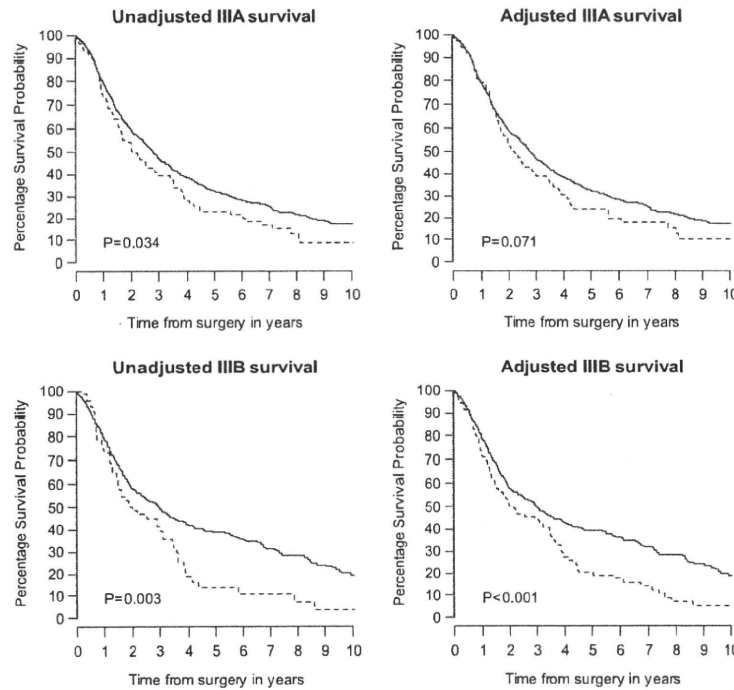 Unadjusted IIIA survival
Percentage Survival Probability
100
90
80
70
60
50
40
30
20
10
0
P=0.034
0 1 2 3 4 5 6 7 8 9 10
Time from surgery in years
Adjusted IIIA survival
Percentage Survival Probability
100
90
80
70
60
50
40
30
20
10
0
P=0.071
0 1 2 3 4 5 6 7 8 9 10
Time from surgery in years
Unadjusted IIIB survival
Percentage Survival Probability
100
90
80
70
60
50
40
30
20
10
0
P=0.003
0 1 2 3 4 5 6 7 8 9 10
Time from surgery in years
Adjusted IIIB survival
Percentage Survival Probability
100
90
80
70
60
50
40
30
20
10
0
P<0.001
0 1 2 3 4 5 6 7 8 9 10
Time from surgery in years